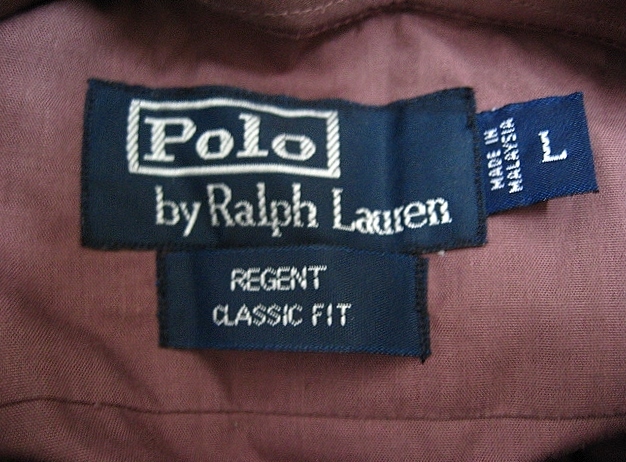 Polo
by Ralph Lauren
REGENT
CLASSIC FIT
MADE IN
MALAYSIA
L